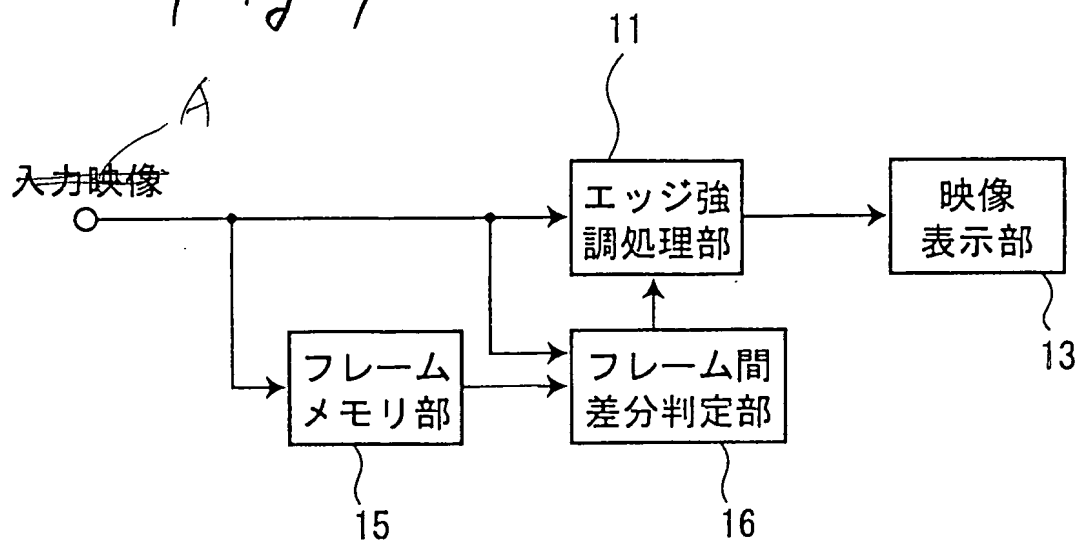 11
A
入力映像
エッジ強
調処理部
映像
表示部
13
フレーム
メモリ部
フレーム間
差分判定部
15
16